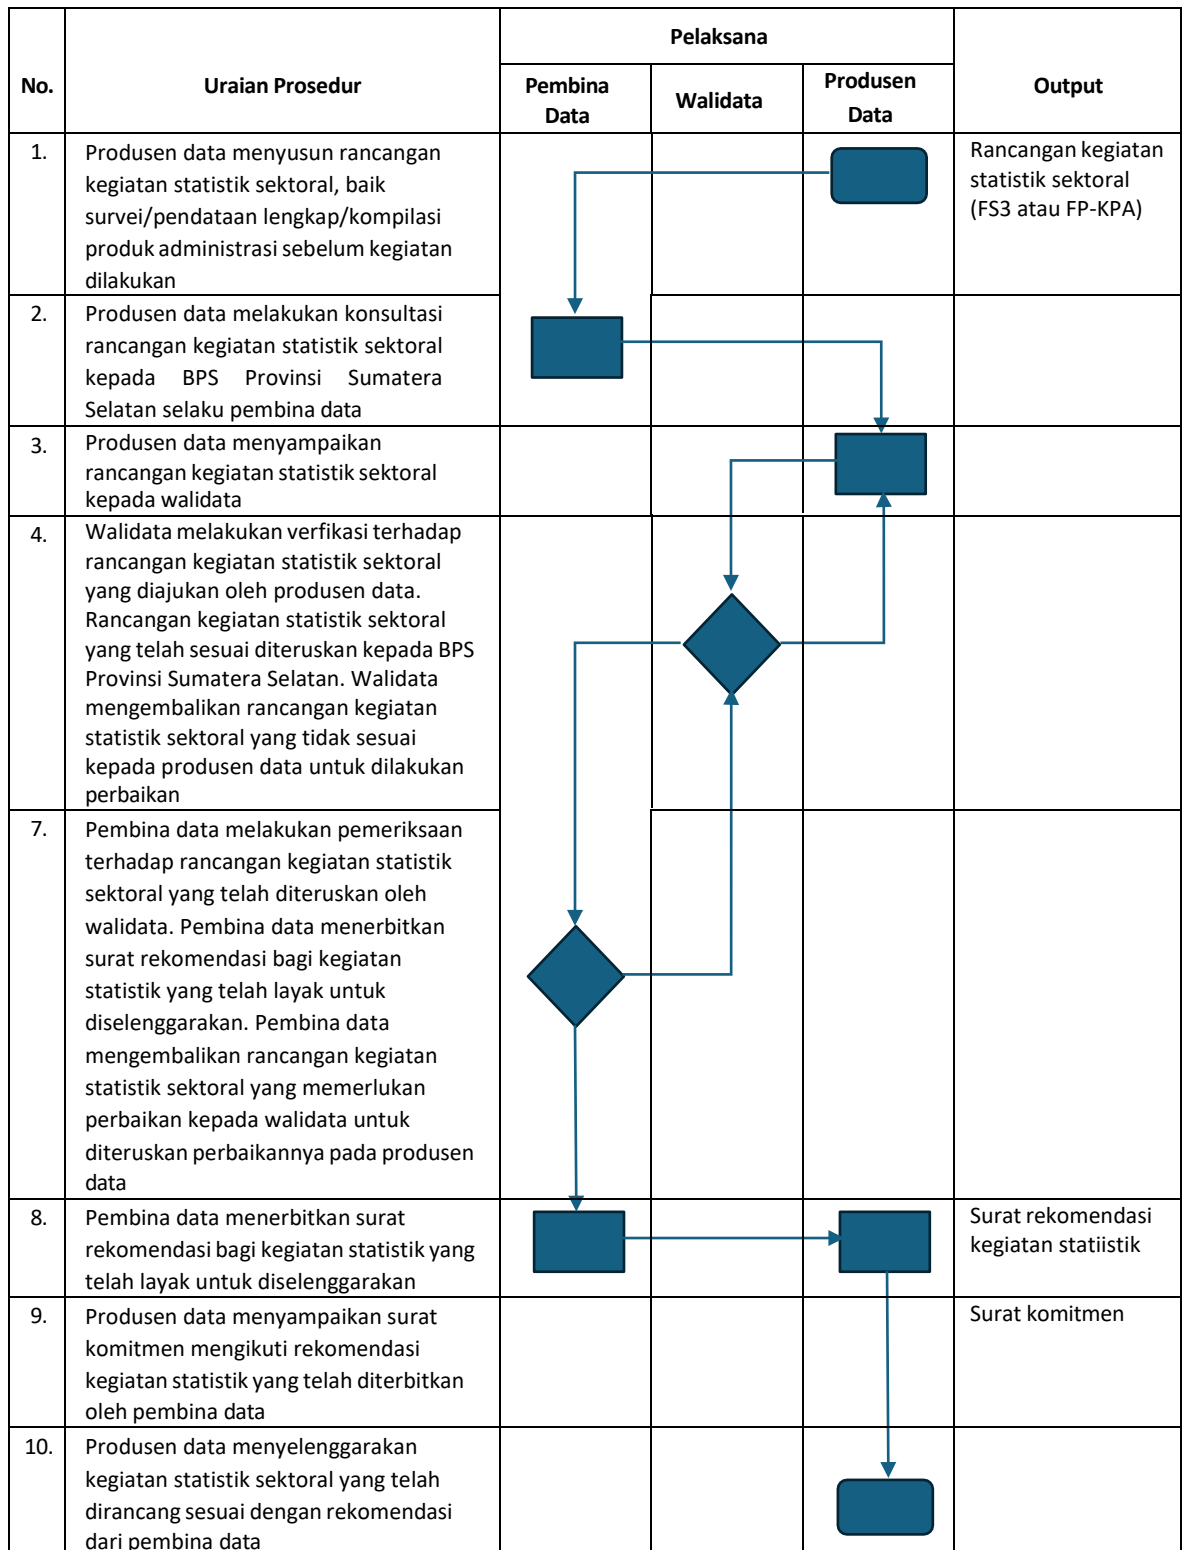 Pelaksana
No.
Uraian Prosedur
Pembina
Data
Walidata
Produsen
Data
Output
1.
Produsen data menyusun rancangan
kegiatan statistik sektoral, baik
survei/pendataan lengkap/kompilasi
produk administrasi sebelum kegiatan
dilakukan
Rancangan kegiatan
statistik sektoral
(FS3 atau FP-KPA)
2.
Produsen data melakukan konsultasi
rancangan kegiatan statistik sektoral
kepada BPS Provinsi Sumatera
Selatan selaku pembina data
3.
Produsen data menyampaikan
rancangan kegiatan statistik sektoral
kepada walidata
4.
Walidata melakukan verfikasi terhadap
rancangan kegiatan statistik sektoral
yang diajukan oleh produsen data.
Rancangan kegiatan statistik sektoral
yang telah sesuai diteruskan kepada BPS
Provinsi Sumatera Selatan. Walidata
mengembalikan rancangan kegiatan
statistik sektoral yang tidak sesuai
kepada produsen data untuk dilakukan
perbaikan
7.
Pembina data melakukan pemeriksaan
terhadap rancangan kegiatan statistik
sektoral yang telah diteruskan oleh
walidata. Pembina data menerbitkan
surat rekomendasi bagi kegiatan
statistik yang telah layak untuk
diselenggarakan. Pembina data
mengembalikan rancangan kegiatan
statistik sektoral yang memerlukan
perbaikan kepada walidata untuk
diteruskan perbaikannya pada produsen
data
8.
Pembina data menerbitkan surat
rekomendasi bagi kegiatan statistik yang
telah layak untuk diselenggarakan
Surat rekomendasi
kegiatan statiistik
9.
Produsen data menyampaikan surat
komitmen mengikuti rekomendasi
kegiatan statistik yang telah diterbitkan
oleh pembina data
Surat komitmen
10.
Produsen data menyelenggarakan
kegiatan statistik sektoral yang telah
dirancang sesuai dengan rekomendasi
dari pembina data